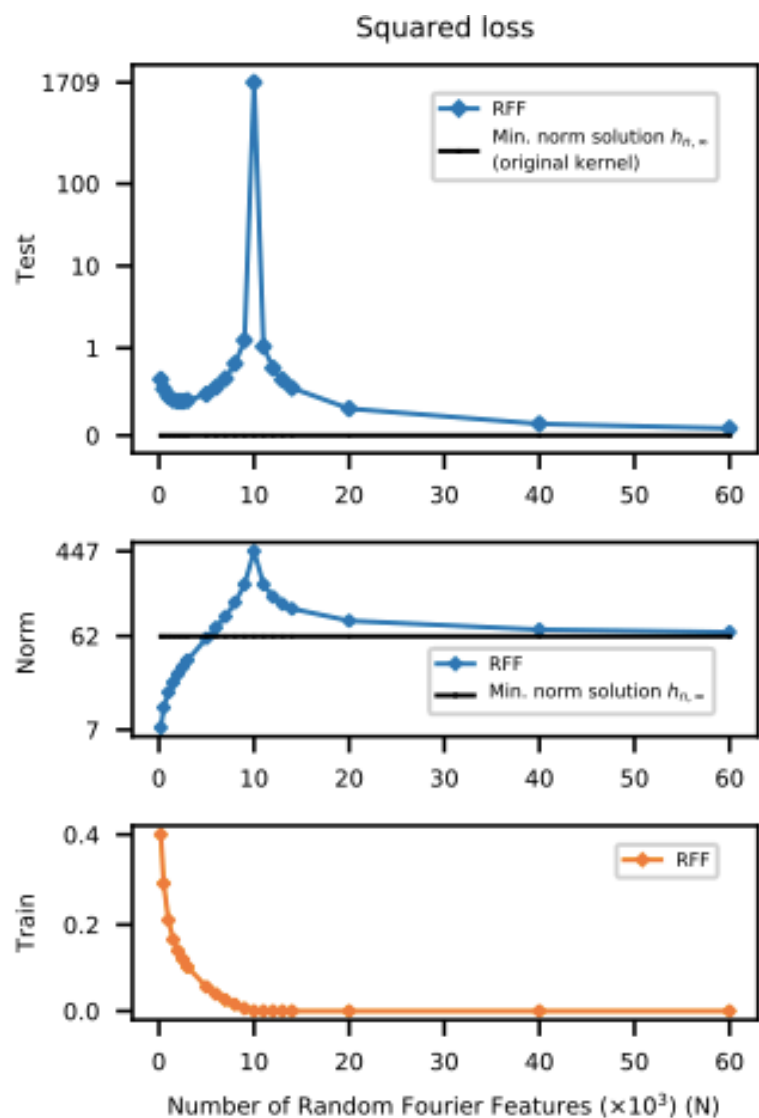 Squared loss
Test
1709
100
10
1
0
RFF
Min. norm solution hₙ,∞
(original kernel)
0 10 20 30 40 50 60
Norm
447
62
7
RFF
Min. norm solution hₙ,∞
0 10 20 30 40 50 60
Train
0.4
0.2
0.0
RFF
0 10 20 30 40 50 60
Number of Random Fourier Features (×10³) (N)